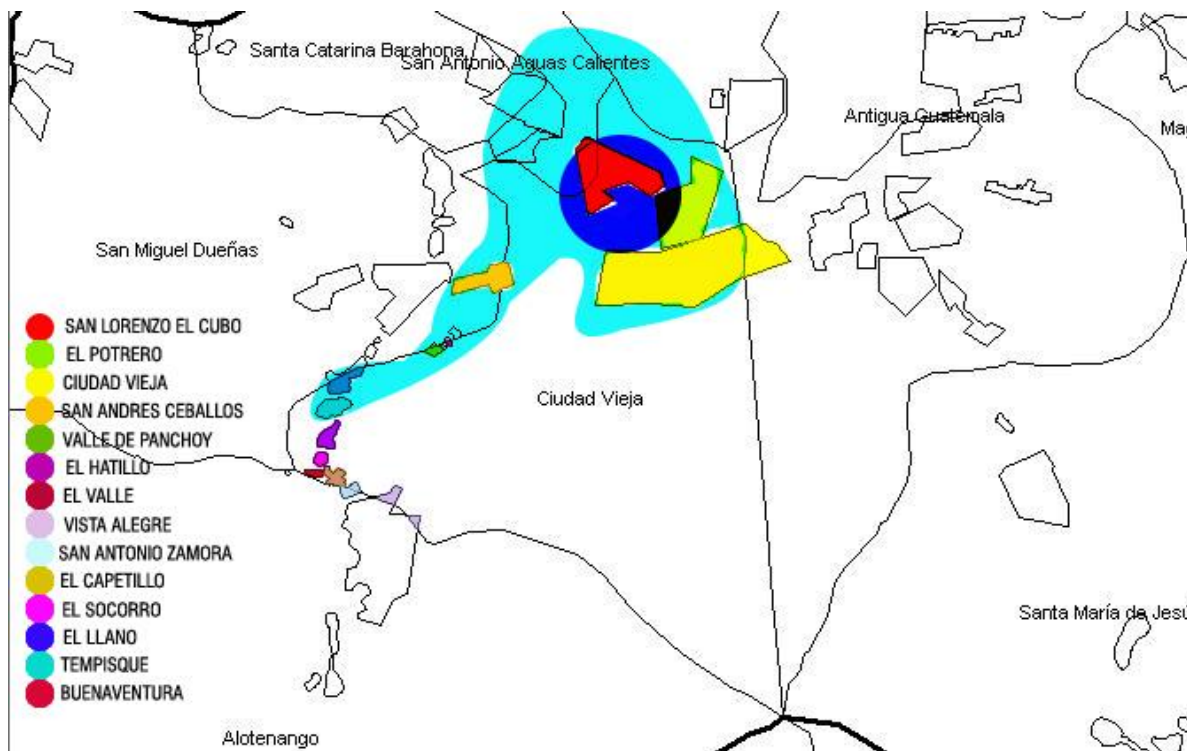 Santa Catarina Barahona
San Antonio Aguas Calientes
Antigua Guatemala
San Miguel Dueñas
SAN LORENZO EL CUBO
EL POTRERO
CIUDAD VIEJA
SAN ANDRES CEBALLOS
VALLE DE PANCHOY
EL HATILLO
EL VALLE
VISTA ALEGRE
SAN ANTONIO ZAMORA
EL CAPETILLO
EL SOCORRO
EL LLANO
TEMPISQUE
BUENAVENTURA
Ciudad Vieja
Santa María de Jesú
Alotenango